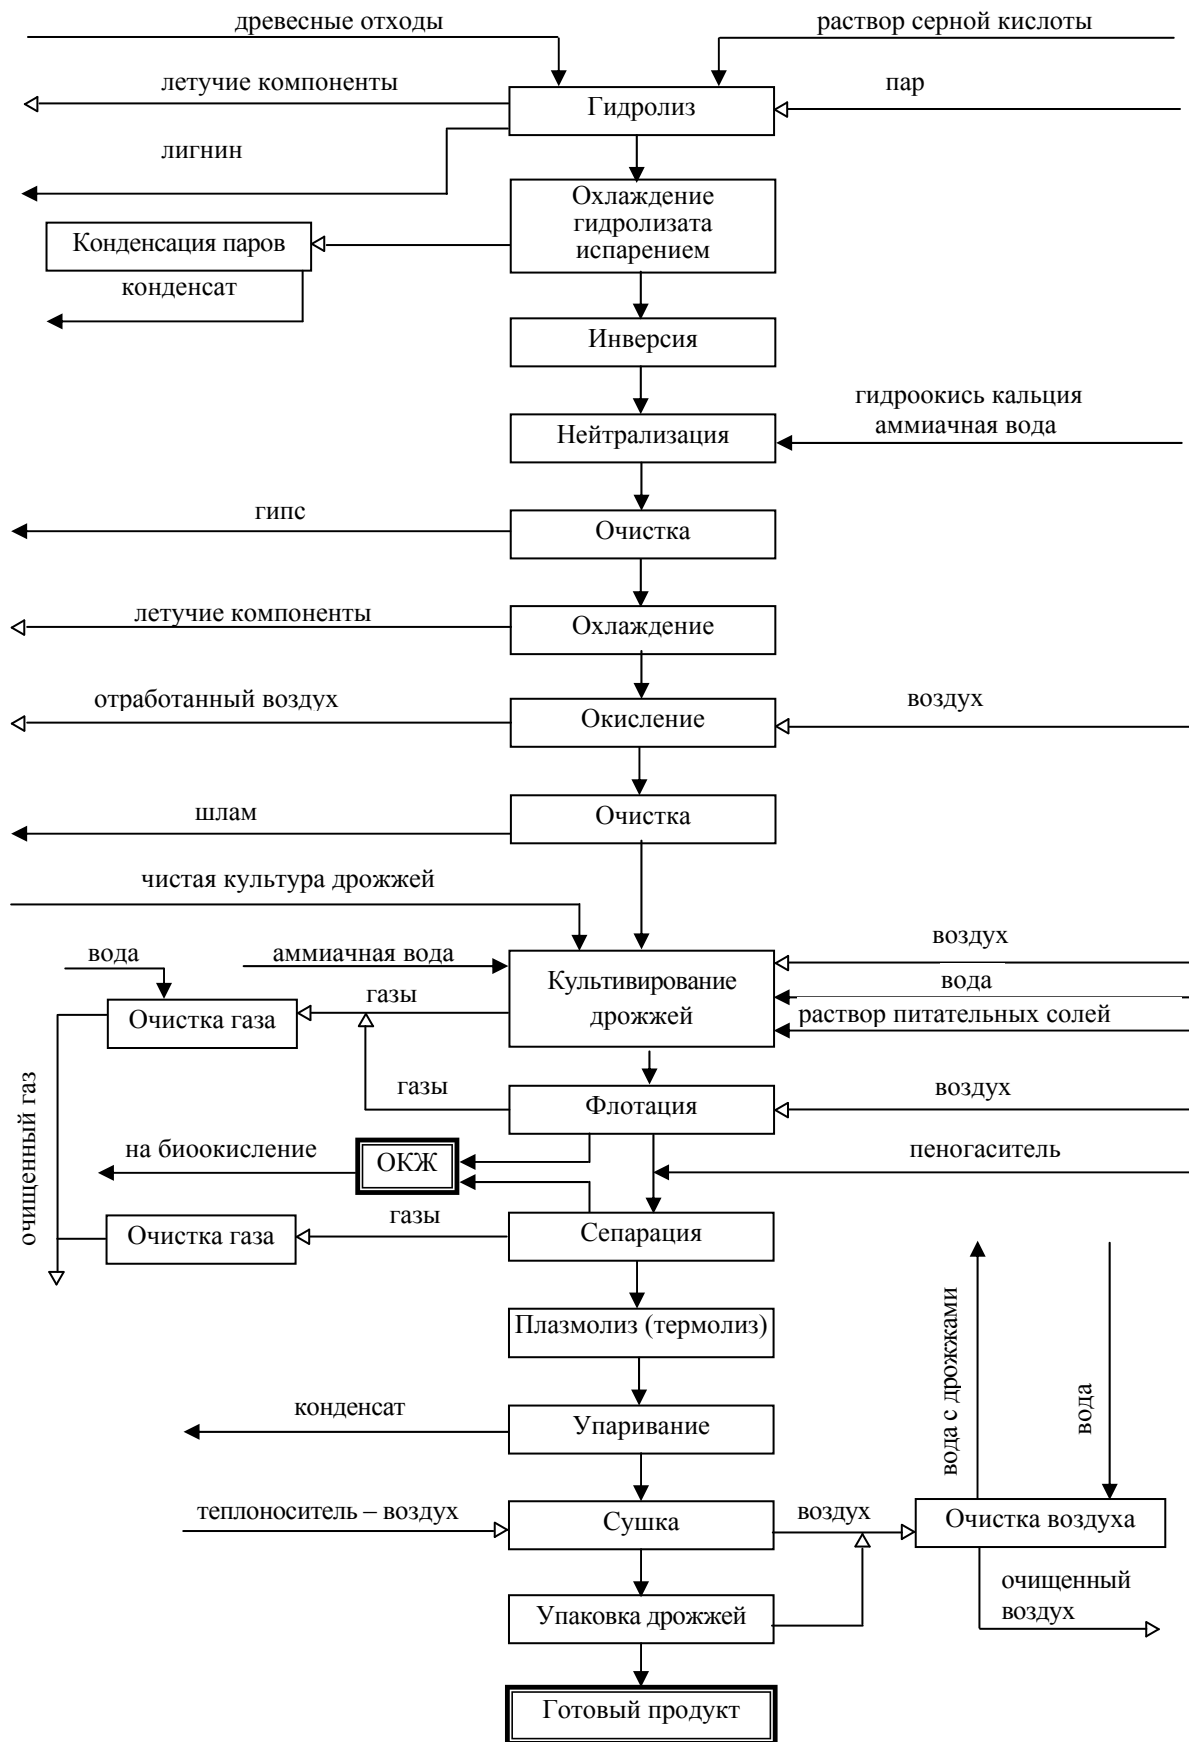 древесные отходы
раствор серной кислоты
летучие компоненты
пар
Гидролиз
лигнин
Охлаждение
гидролизата
испарением
Конденсация паров
конденсат
Инверсия
гидроокись кальция
аммиачная вода
Нейтрализация
гипс
Очистка
летучие компоненты
Охлаждение
отработанный воздух
воздух
Окисление
шлам
Очистка
чистая культура дрожжей
вода
аммиачная вода
воздух
Культивирование
дрожжей
вода
раствор питательных солей
газы
Очистка газа
газы
Флотация
воздух
очищенный газ
на биоокисление
ОКЖ
пеногаситель
Очистка газа
газы
Сепарация
Плазмолиз (термолиз)
вода с дрожжами
вода
конденсат
Упаривание
теплоноситель – воздух
Сушка
воздух
Очистка воздуха
Упаковка дрожжей
очищенный
воздух
Готовый продукт